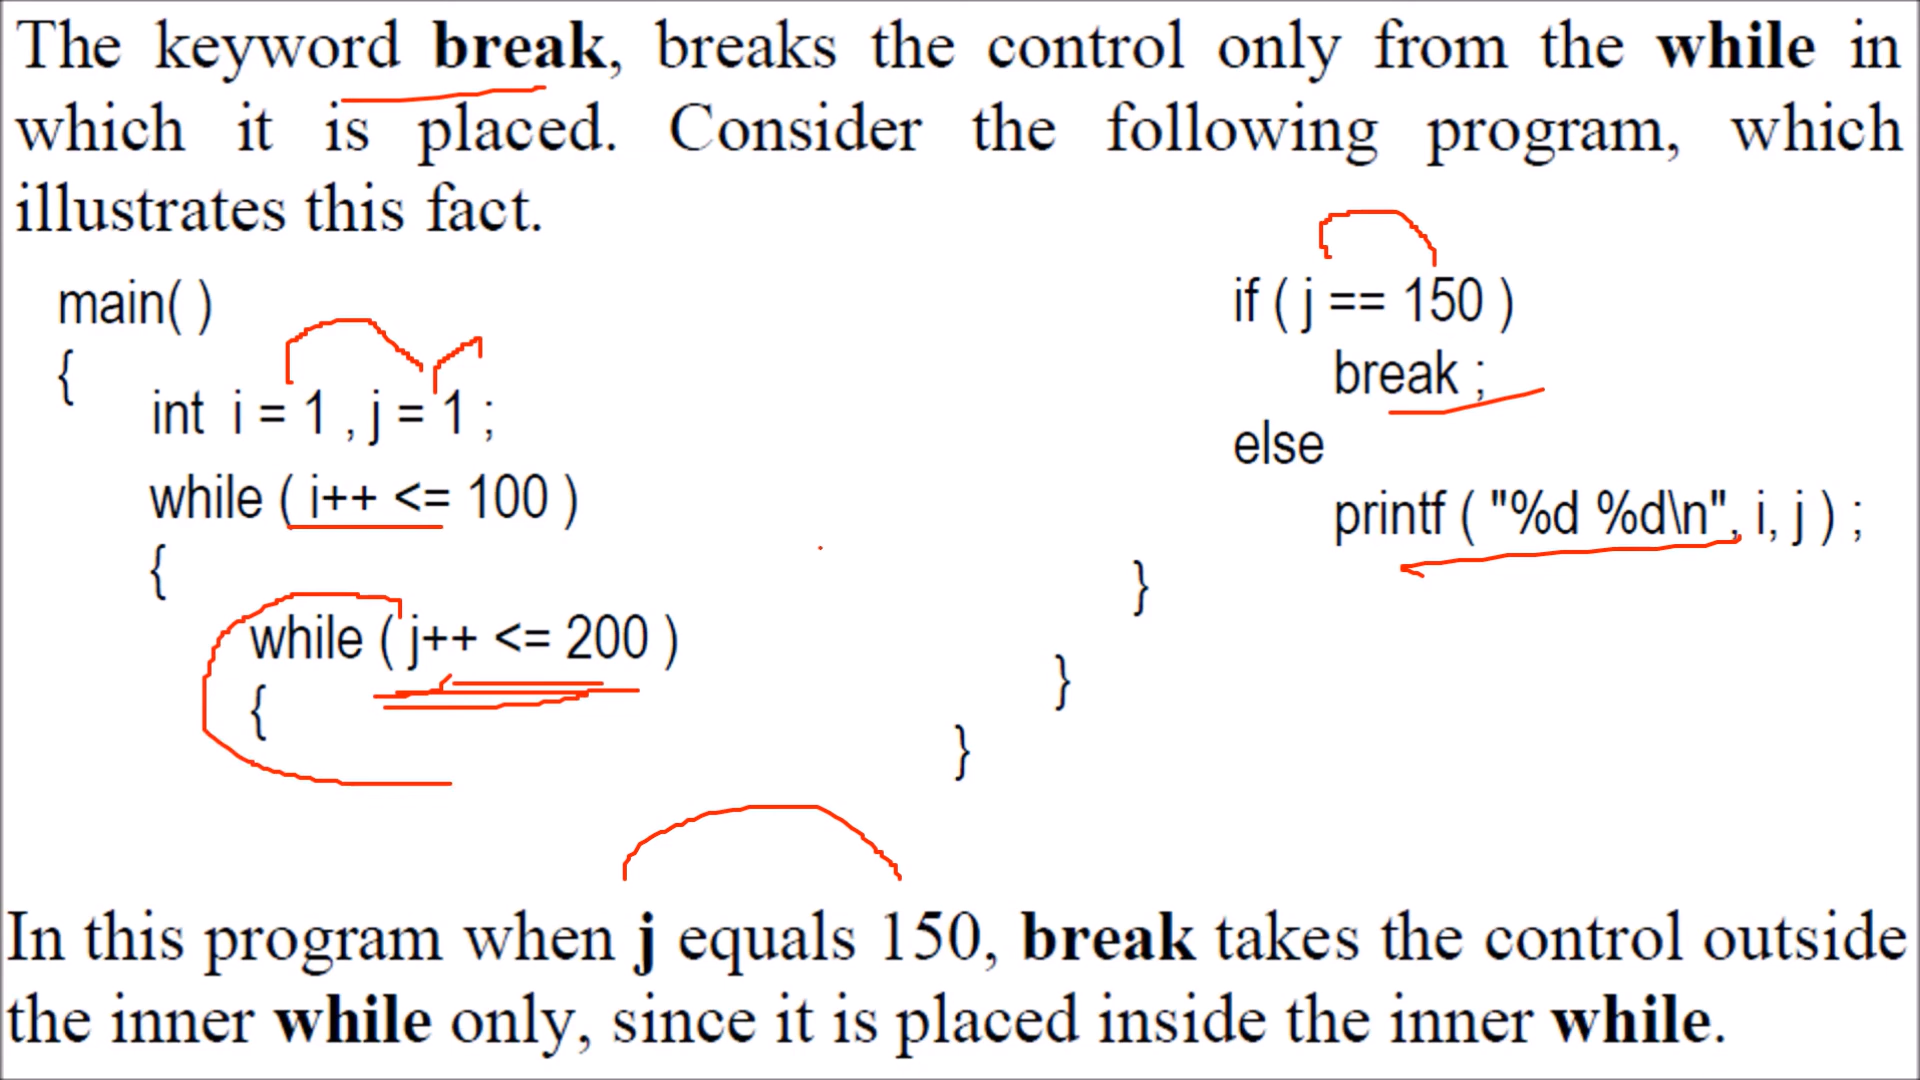 The keyword break, breaks the control only from the while in
which it is placed. Consider the following program, which
illustrates this fact.
main( )
{
int i = 1 , j = 1 ;
while ( i++ <= 100 )
{
while ( j++ <= 200 )
{
if ( j == 150 )
break ;
else
printf ( "%d %d\n", i, j ) ;
}
}
}
In this program when j equals 150, break takes the control outside
the inner while only, since it is placed inside the inner while.